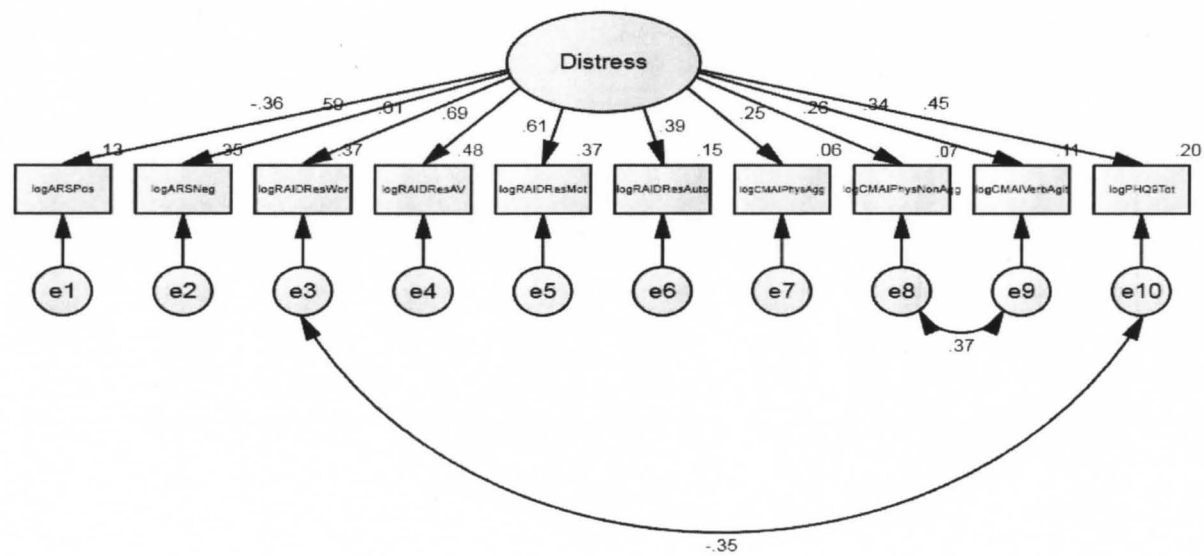 Distress
-.36 .59 .61 .69 .61 .39 .25 .26 .34 .45
.13 .35 .37 .48 .37 .15 .06 .07 .11 .20
logARSPos logARSNeg logRAIDResWor logRAIDResAV logRAIDResMot logRAIDResAuto logCMAIPhysAgg logCMAIPhysNonAgg logCMAIVerbAgit logPHQ9Tot
e1 e2 e3 e4 e5 e6 e7 e8 e9 e10
.37
-.35